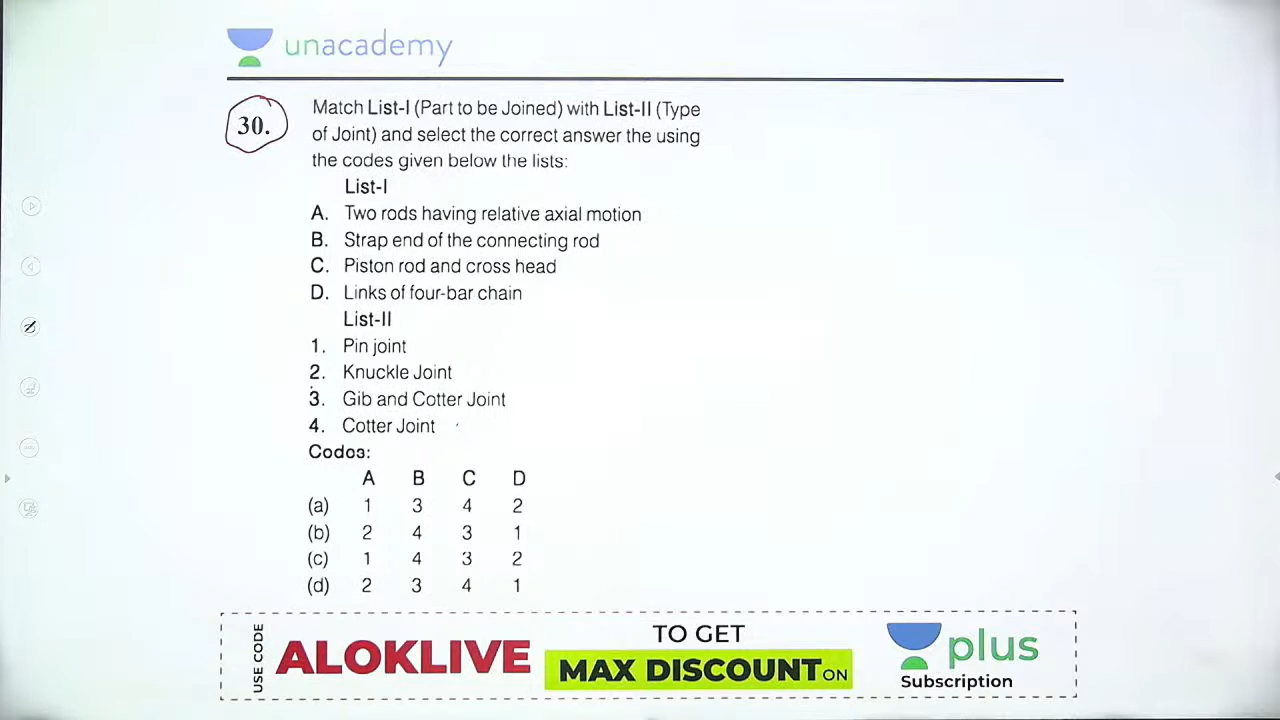 unacademy
30.
Match List-I (Part to be Joined) with List-II (Type
of Joint) and select the correct answer the using
the codes given below the lists:
List-I
A. Two rods having relative axial motion
B. Strap end of the connecting rod
C. Piston rod and cross head
D. Links of four-bar chain
List-II
1. Pin joint
2. Knuckle Joint
3. Gib and Cotter Joint
4. Cotter Joint
Codes:
A B C D
(a) 1 3 4 2
(b) 2 4 3 1
(c) 1 4 3 2
(d) 2 3 4 1
USE CODE
ALOKLIVE
TO GET
MAX DISCOUNT ON
plus
Subscription